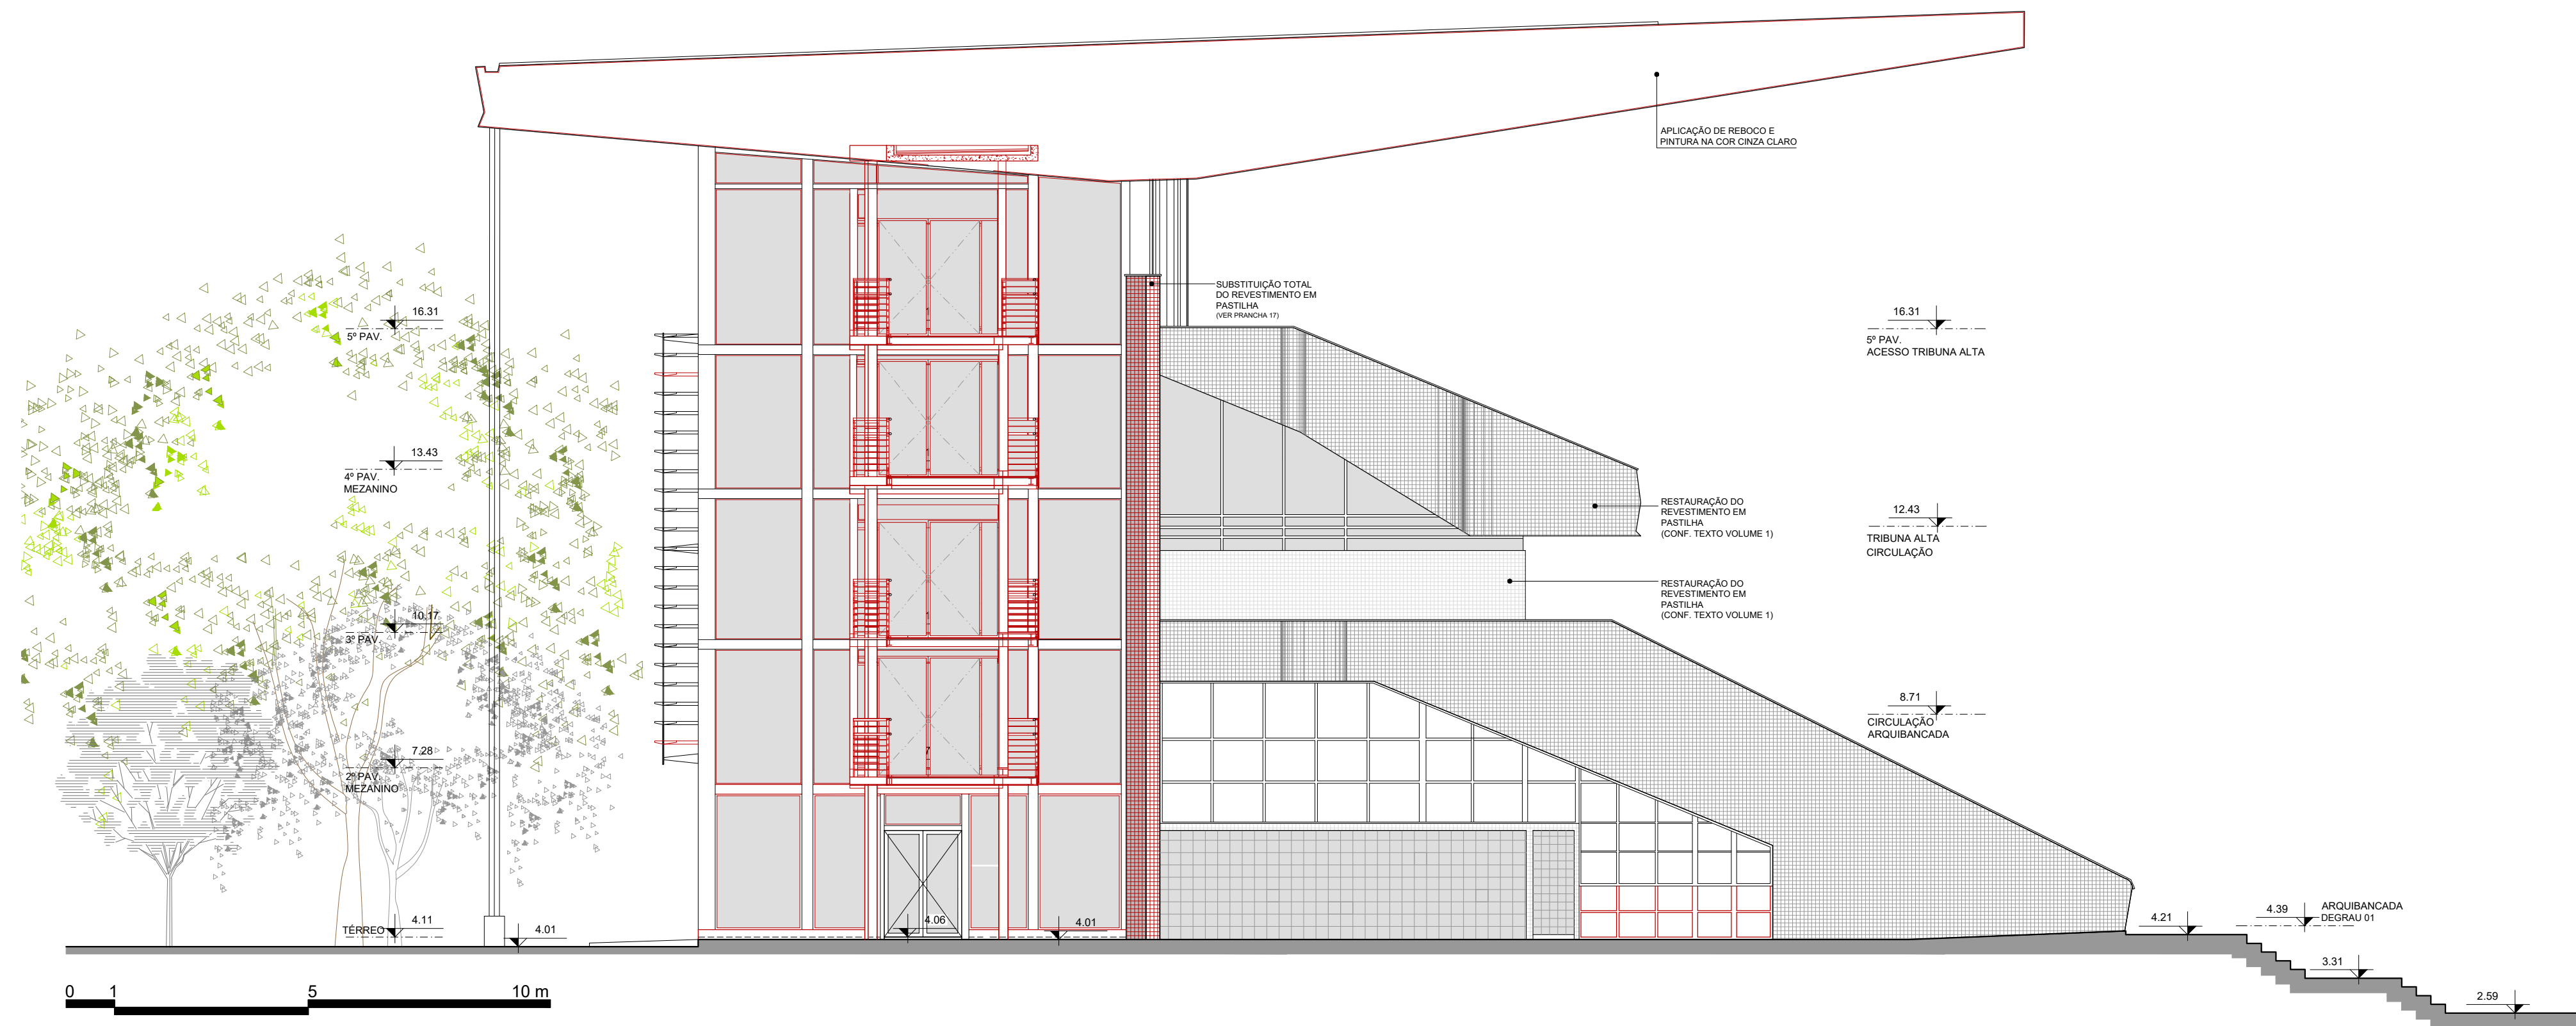 APLICAÇÃO DE REBOCO E
PINTURA NA COR CINZA CLARO
SUBSTITUIÇÃO TOTAL
DO REVESTIMENTO EM
PASTILHA
(VER PRANCHA 17)
16.31
5º PAV.
16.31
5º PAV.
ACESSO TRIBUNA ALTA
13.43
4º PAV.
MEZANINO
RESTAURAÇÃO DO
REVESTIMENTO EM
PASTILHA
(CONF. TEXTO VOLUME 1)
12.43
TRIBUNA ALTA
CIRCULAÇÃO
RESTAURAÇÃO DO
REVESTIMENTO EM
PASTILHA
(CONF. TEXTO VOLUME 1)
10.17
3º PAV.
8.71
CIRCULAÇÃO
ARQUIBANCADA
7
7.28
2º PAV.
MEZANINO
4.11
TÉRREO
4.01
4.06
4.01
4.21
4.39
ARQUIBANCADA
DEGRAU 01
3.31
2.59
0 1 5 10 m